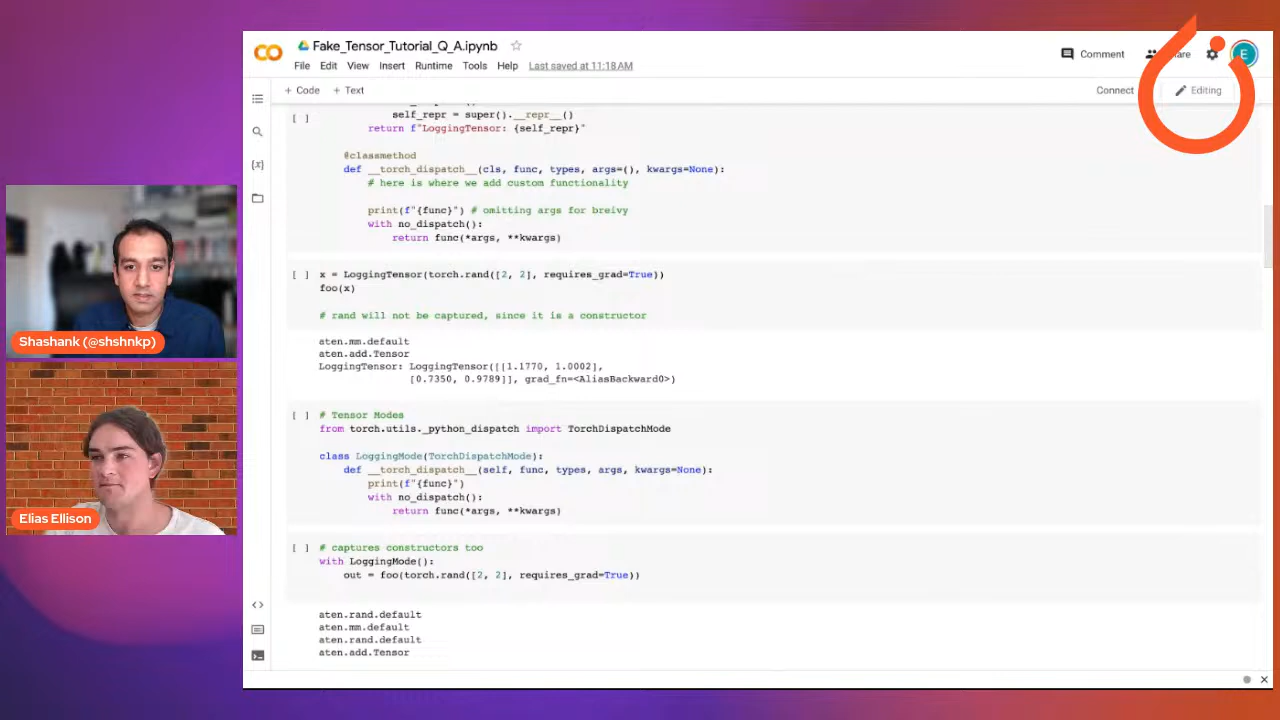 Fake_Tensor_Tutorial_Q_A.ipynb
Comment
E
File Edit View Insert Runtime Tools Help Last saved at 11:18AM
+ Code + Text
Connect
Editing
[ ]
self_repr = super().__repr__()
return f"LoggingTensor: {self_repr}"
@classmethod
def __torch_dispatch__(cls, func, types, args=(), kwargs=None):
# here is where we add custom functionality
print(f"{func}") # omitting args for breivy
with no_dispatch():
return func(*args, **kwargs)
[ ] x = LoggingTensor(torch.rand([2, 2], requires_grad=True))
foo(x)
# rand will not be captured, since it is a constructor
aten.mm.default
aten.add.Tensor
LoggingTensor: LoggingTensor([[1.1770, 1.0002],
[0.7350, 0.9789]], grad_fn=<AliasBackward0>)
[ ] # Tensor Modes
from torch.utils._python_dispatch import TorchDispatchMode
class LoggingMode(TorchDispatchMode):
def __torch_dispatch__(self, func, types, args, kwargs=None):
print(f"{func}")
with no_dispatch():
return func(*args, **kwargs)
[ ] # captures constructors too
with LoggingMode():
out = foo(torch.rand([2, 2], requires_grad=True))
aten.rand.default
aten.mm.default
aten.rand.default
aten.add.Tensor
Shashank (@shshnkp)
Elias Ellison